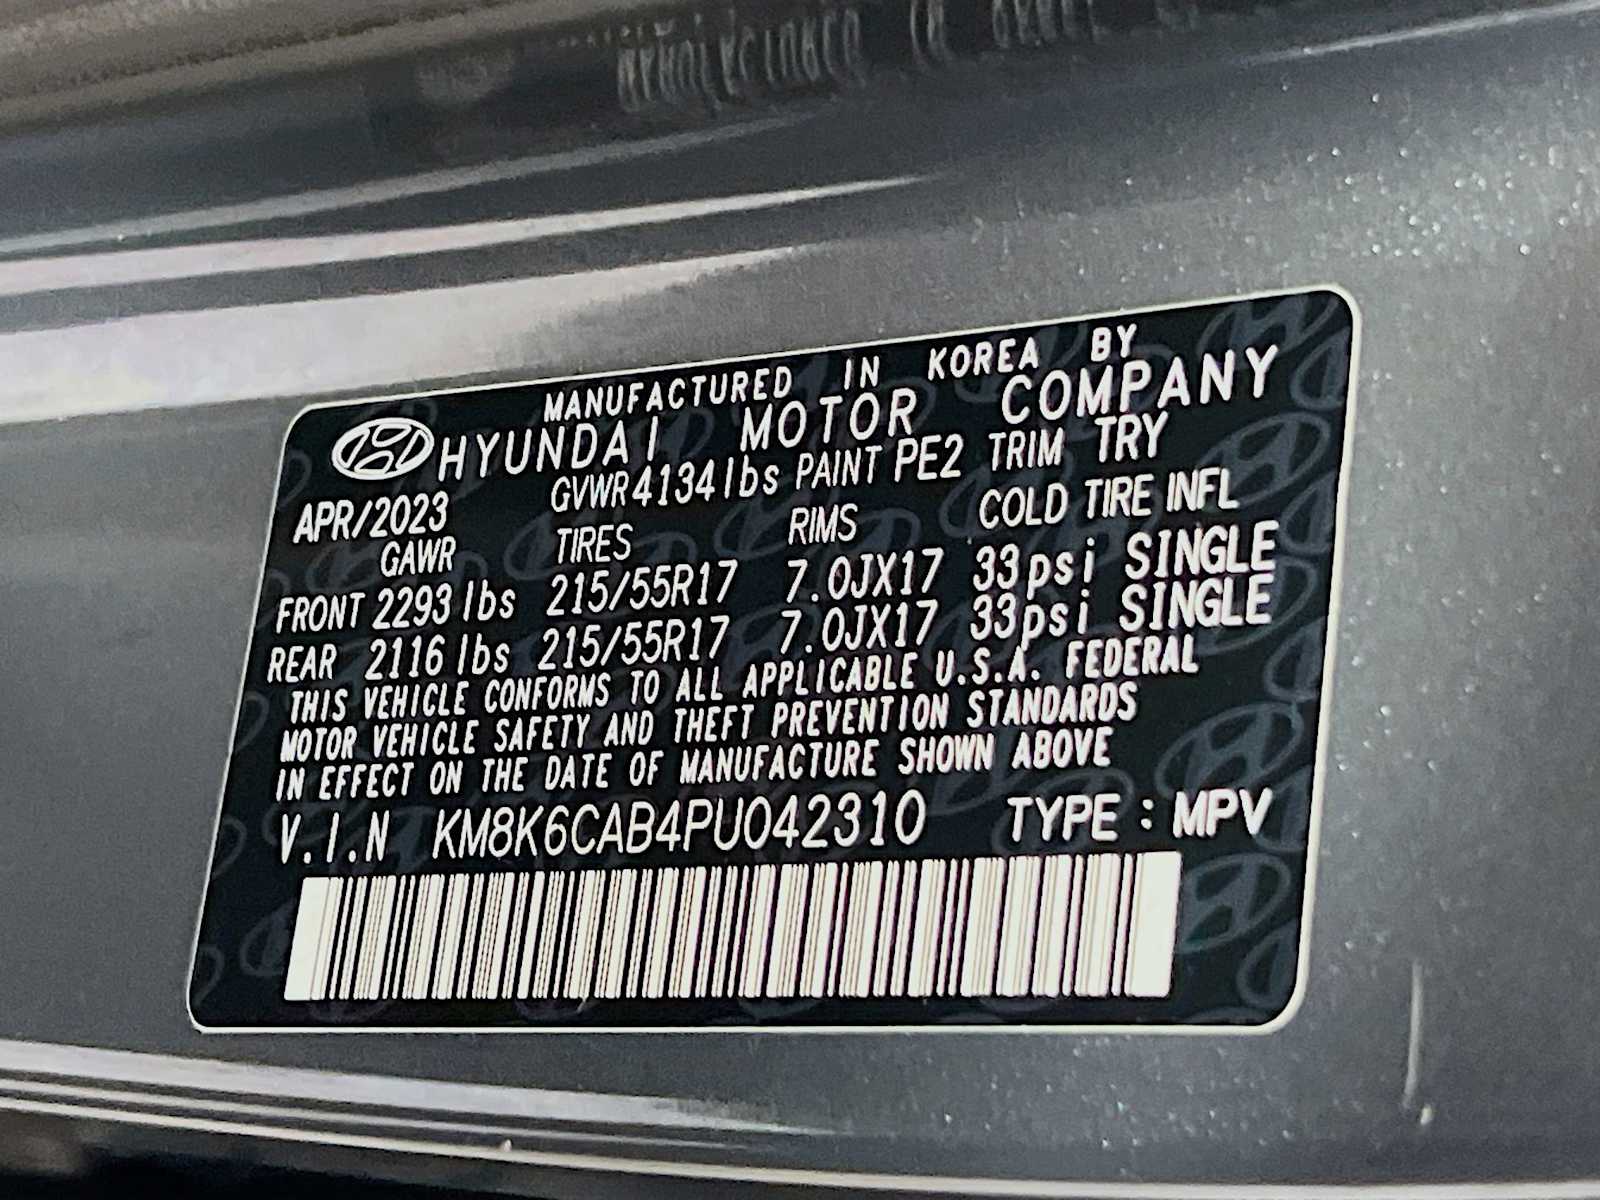 MANUFACTURED IN KOREA BY
HYUNDAI MOTOR COMPANY
APR/2023 GVWR 4134 lbs PAINT PE2 TRIM TRY
GAWR TIRES RIMS COLD TIRE INFL
FRONT 2293 lbs 215/55R17 7.0JX17 33psi SINGLE
REAR 2116 lbs 215/55R17 7.0JX17 33psi SINGLE
THIS VEHICLE CONFORMS TO ALL APPLICABLE U.S.A. FEDERAL
MOTOR VEHICLE SAFETY AND THEFT PREVENTION STANDARDS
IN EFFECT ON THE DATE OF MANUFACTURE SHOWN ABOVE
V.I.N KM8K6CAB4PU042310 TYPE : MPV